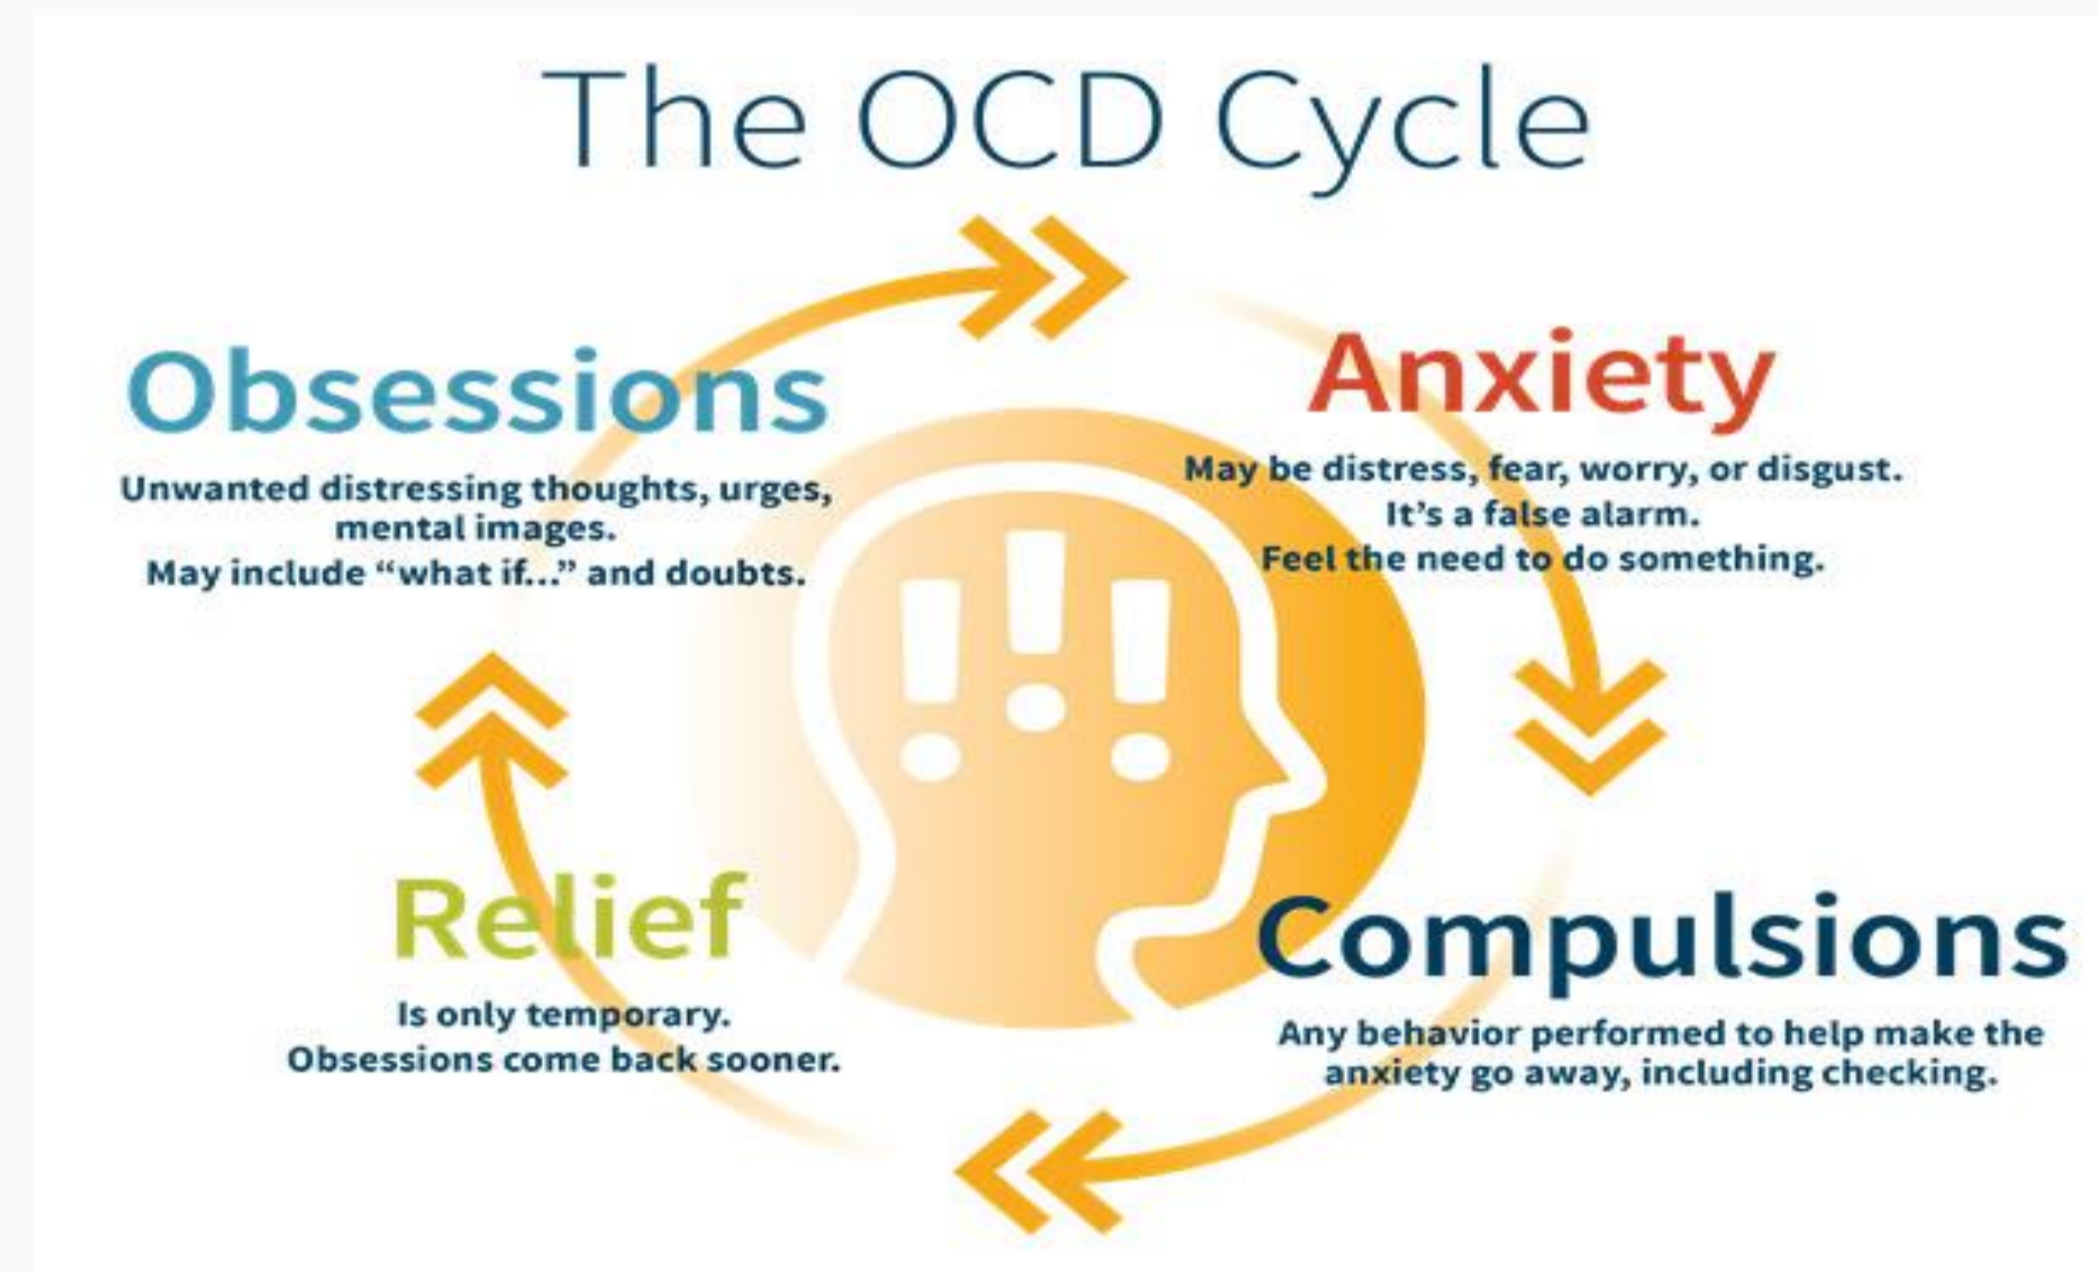 The OCD Cycle
Obsessions
Unwanted distressing thoughts, urges,
mental images.
May include “what if...” and doubts.
Anxiety
May be distress, fear, worry, or disgust.
It’s a false alarm.
Feel the need to do something.
Compulsions
Any behavior performed to help make the
anxiety go away, including checking.
Relief
Is only temporary.
Obsessions come back sooner.